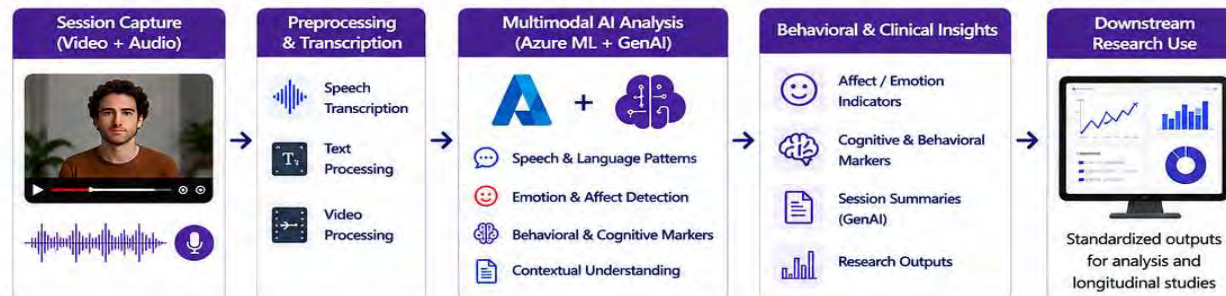 Session Capture
(Video + Audio)
Preprocessing
& Transcription
Speech
Transcription
Text
Processing
Video
Processing
Multimodal AI Analysis
(Azure ML + GenAI)
+
Speech & Language Patterns
Emotion & Affect Detection
Behavioral & Cognitive Markers
Contextual Understanding
Behavioral & Clinical Insights
Affect / Emotion
Indicators
Cognitive & Behavioral
Markers
Session Summaries
(GenAI)
Research Outputs
Downstream
Research Use
Standardized outputs
for analysis and
longitudinal studies